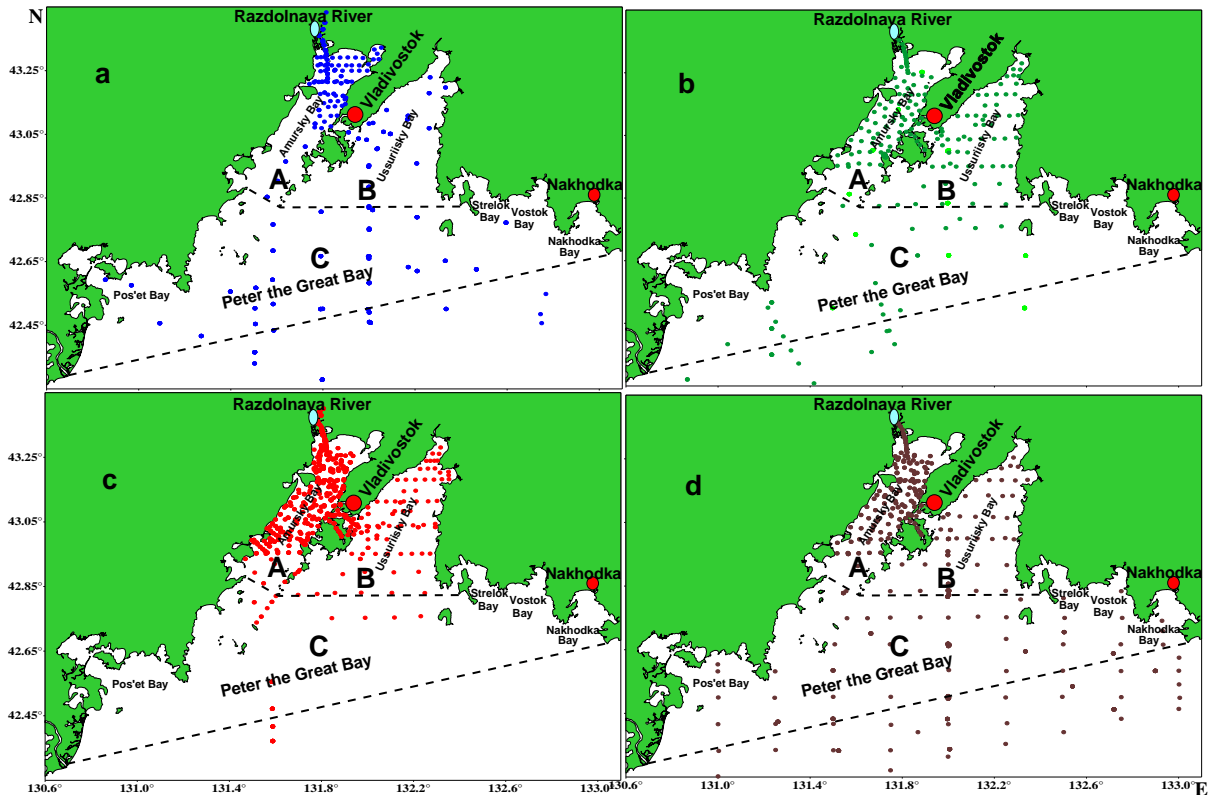 N
Razdolnaya River
43.25°
a
Vladivostok
Amursky Bay
43.05°
Ussuriisky Bay
A
B
42.85°
Nakhodka
Strelok
Bay
Vostok
Bay
Nakhodka
Bay
42.65°
C
Peter the Great Bay
Pos'et Bay
42.45°
Razdolnaya River
b
Vladivostok
Amursky Bay
Ussuriisky Bay
A
B
Nakhodka
Strelok
Bay
Vostok
Bay
Nakhodka
Bay
C
Peter the Great Bay
Pos'et Bay
Razdolnaya River
43.25°
c
Vladivostok
Amursky Bay
43.05°
Ussuriisky Bay
A
B
42.85°
Nakhodka
Strelok
Bay
Vostok
Bay
Nakhodka
Bay
42.65°
C
Peter the Great Bay
Pos'et Bay
42.45°
130.6°
131.0°
131.4°
131.8°
132.2°
132.6°
133.0°
Razdolnaya River
d
Vladivostok
Amursky Bay
Ussuriisky Bay
A
B
Nakhodka
Strelok
Bay
Vostok
Bay
Nakhodka
Bay
C
Peter the Great Bay
Pos'et Bay
130.6°
131.0°
131.4°
131.8°
132.2°
132.6°
133.0°
E